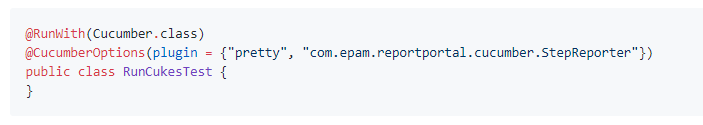 @RunWith(Cucumber.class)
@CucumberOptions(plugin = {"pretty", "com.epam.reportportal.cucumber.StepReporter"})
public class RunCukesTest {
}